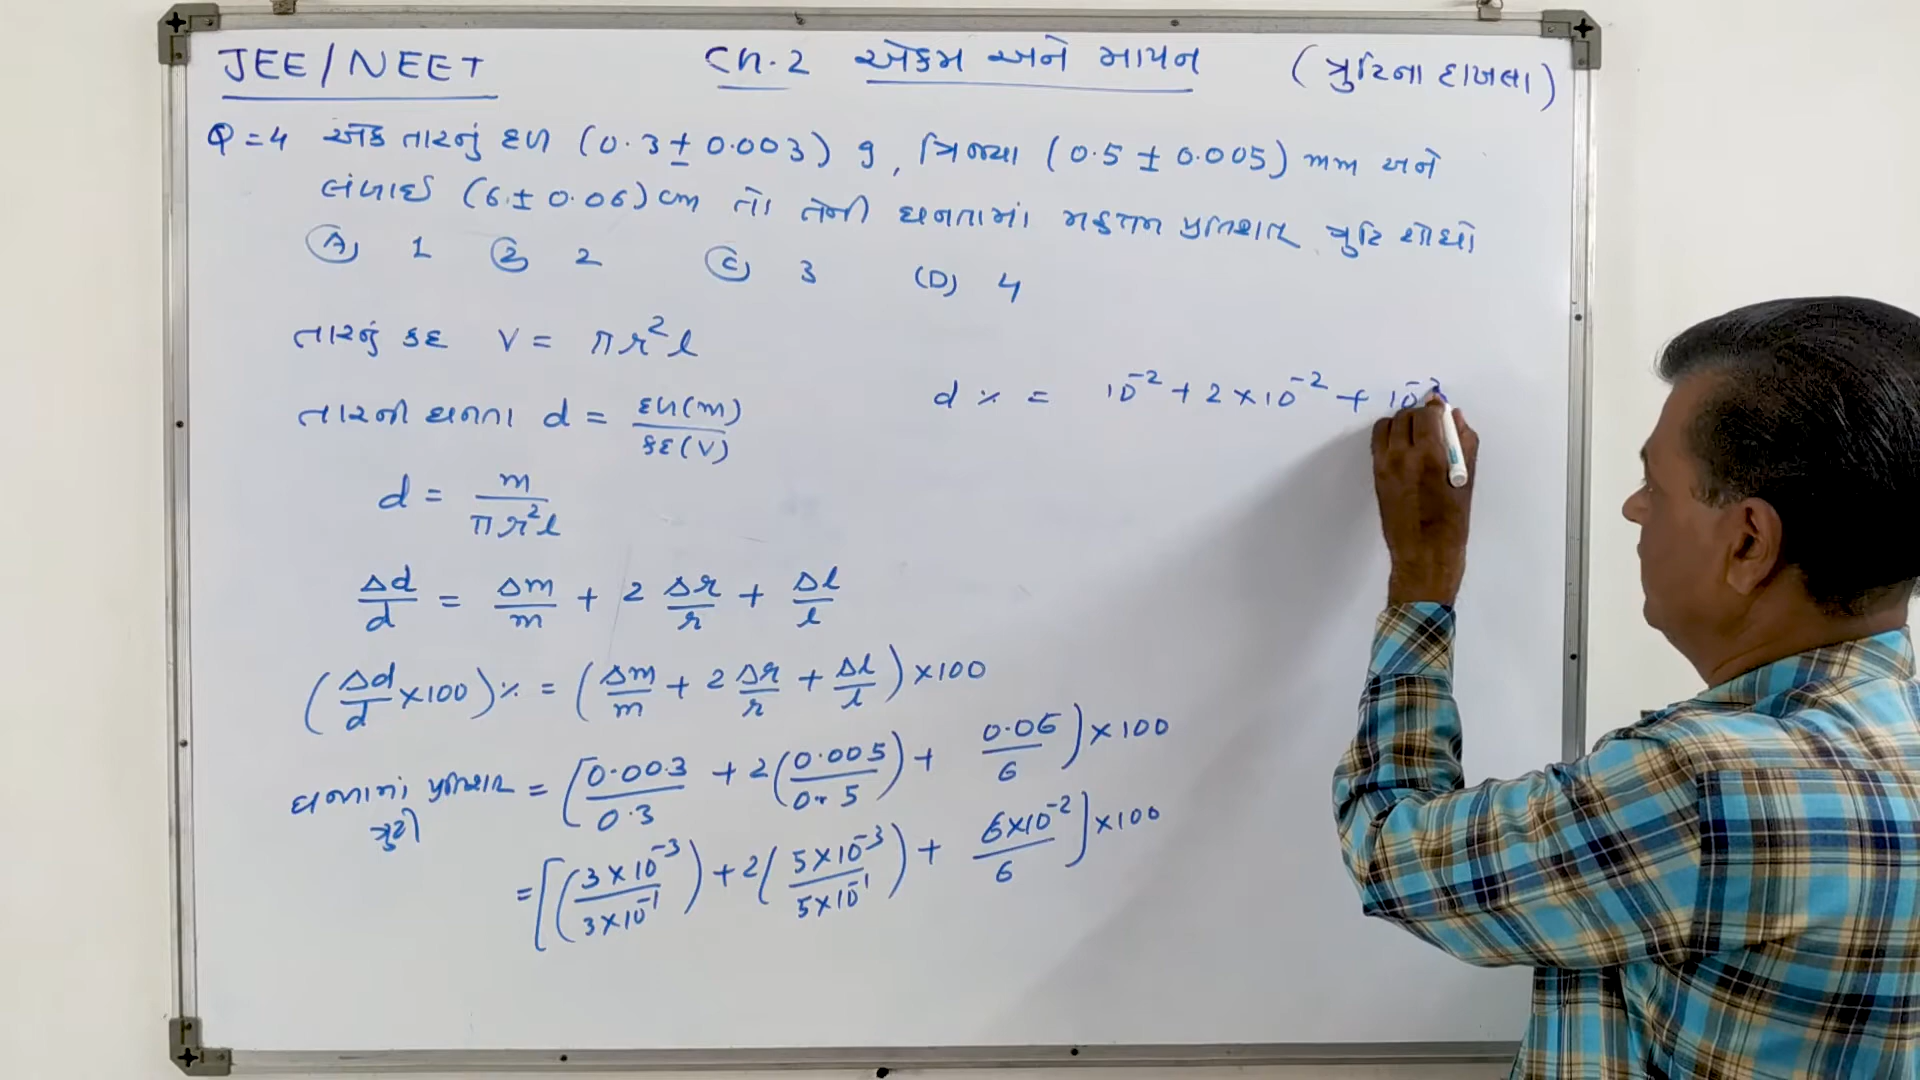 JEE/NEET Ch.2 એકમ અને માપન (ત્રુટિના દાખલા)
Q=4 એક તારનું દળ (0.3 ± 0.003) g, ત્રિજ્યા (0.5 ± 0.005) mm અને
લંબાઈ (6 ± 0.06) cm તો તેની ઘનતામાં મહત્તમ પ્રતિશત ત્રુટિ શોધો
(A) 1 (B) 2 (C) 3 (D) 4
તારનું કદ V = πr²l
તારની ઘનતા d = દળ(m) / કદ(V)
d = m / πr²l
Δd/d = Δm/m + 2 Δr/r + Δl/l
(Δd/d ×100)% = (Δm/m + 2 Δr/r + Δl/l) ×100
ઘનતામાં પ્રતિશત ત્રુટી = [0.003/0.3 + 2(0.005/0.5) + 0.06/6] ×100
= [(3×10⁻³/3×10⁻¹) + 2(5×10⁻³/5×10⁻¹) + 6×10⁻²/6] ×100
d % = 10⁻² + 2×10⁻² + 10⁻²